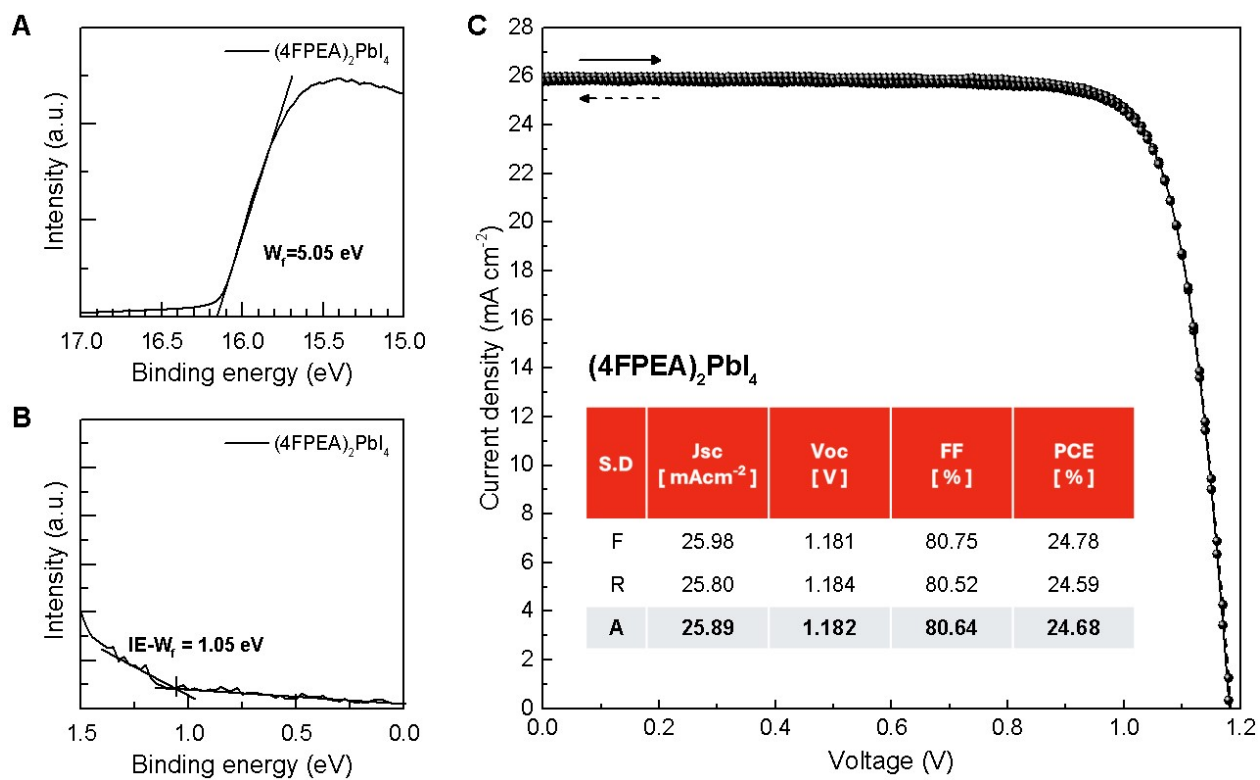 A
(4FPEA)₂PbI₄
Intensity (a.u.)
W_f=5.05 eV
17.0 16.5 16.0 15.5 15.0
Binding energy (eV)
B
(4FPEA)₂PbI₄
Intensity (a.u.)
IE-W_f = 1.05 eV
1.5 1.0 0.5 0.0
Binding energy (eV)
C
28
26
24
22
20
18
16
14
12
10
8
6
4
2
0
Current density (mA cm⁻²)
(4FPEA)₂PbI₄
S.D Jsc [mAcm⁻²] Voc [V] FF [%] PCE [%]
F 25.98 1.181 80.75 24.78
R 25.80 1.184 80.52 24.59
A 25.89 1.182 80.64 24.68
0.0 0.2 0.4 0.6 0.8 1.0 1.2
Voltage (V)